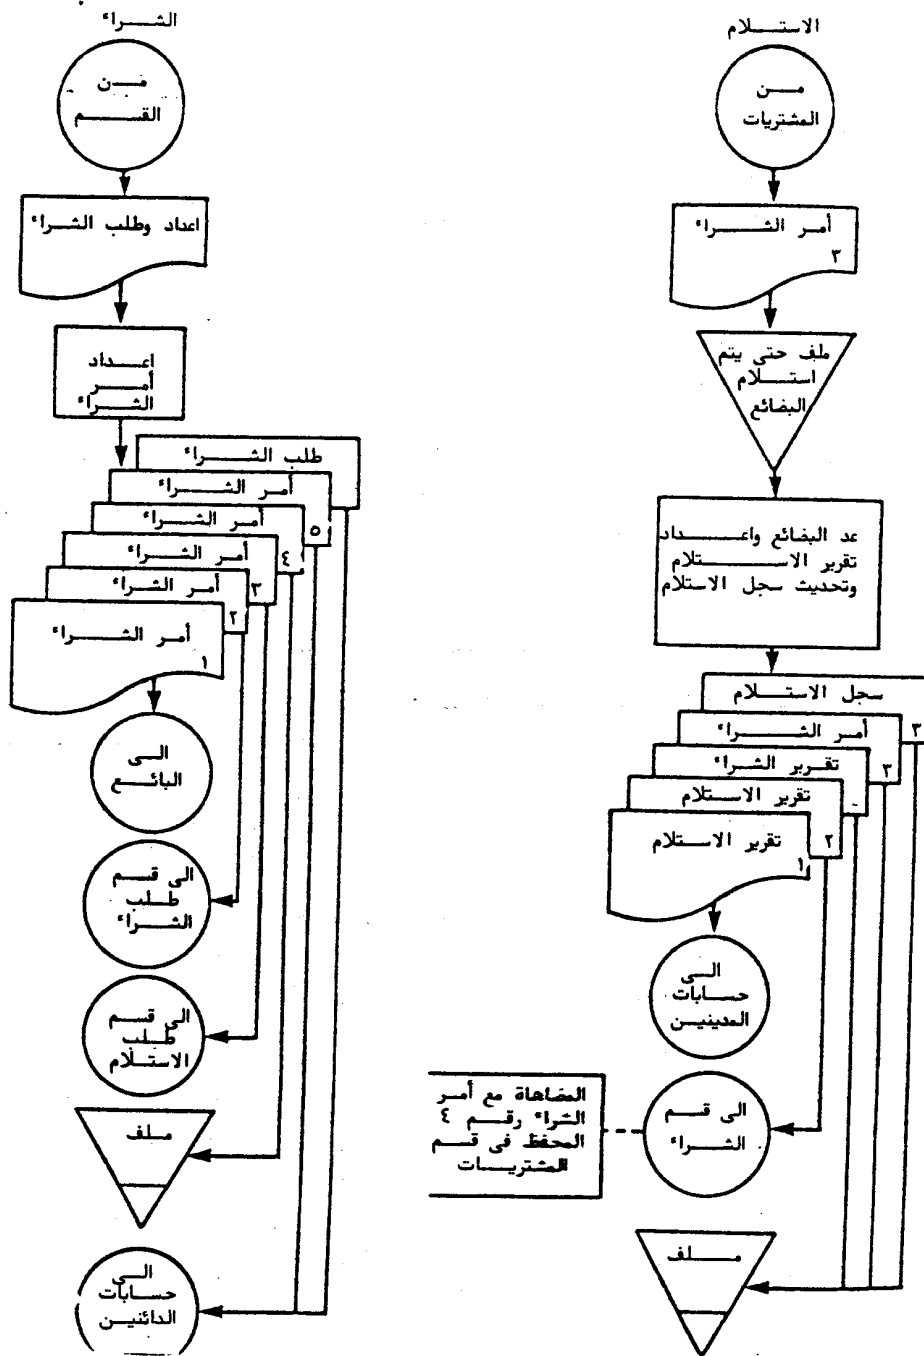 الاستلام
من
المشتريات
أمر الشراء
٣
ملف حتى يتم
استلام
البضائع
عد البضائع واعداد
تقرير الاستلام
وتحديث سجل الاستلام
سجل الاستلام
٣
أمر الشراء
٣
تقرير الشراء
تقرير الاستلام
٢
تقرير الاستلام
١
الى
حسابات
المدينين
الى قسم
الشراء
المضاهاة مع أمر
الشراء رقم ٤
المحفظ فى قسم
المشتريات
ملف
الشراء
من
القسم
اعداد وطلب الشراء
اعداد
أمر
الشراء
طلب الشراء
أمر الشراء
٥
أمر الشراء
٤
أمر الشراء
٣
أمر الشراء
٢
أمر الشراء
١
الى
البائع
الى قسم
طلب
الشراء
الى قسم
طلب
الاستلام
ملف
الى
حسابات
الدائنين